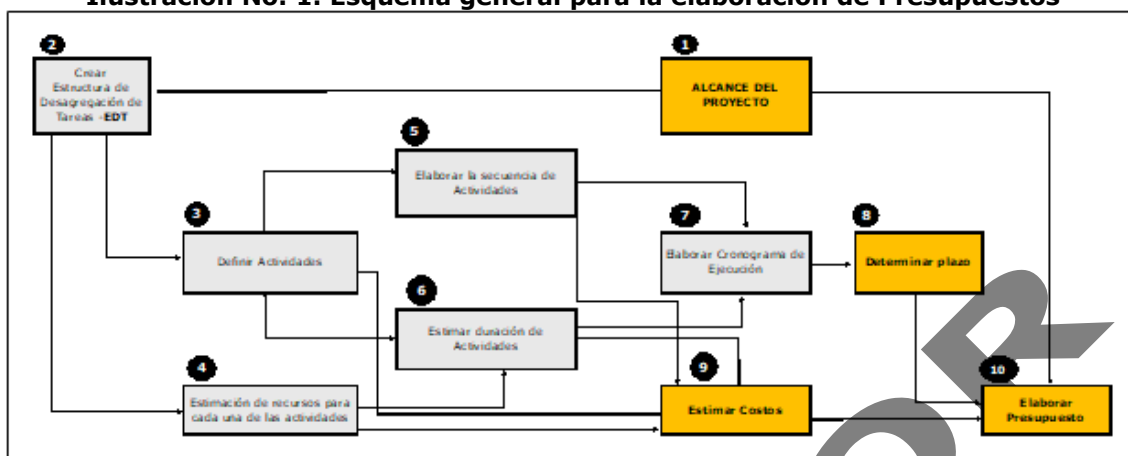 Ilustración No. 1. Esquema general para la elaboración de Presupuestos
2
Crear
Estructura de
Desagregación de
Tareas -EDT
1
ALCANCE DEL
PROYECTO
5
Elaborar la secuencia de
Actividades
3
Definir Actividades
7
Elaborar Cronograma de
Ejecución
8
Determinar plazo
6
Estimar duración de
Actividades
4
Estimación de recursos para
cada una de las actividades
9
Estimar Costos
10
Elaborar
Presupuesto
OR